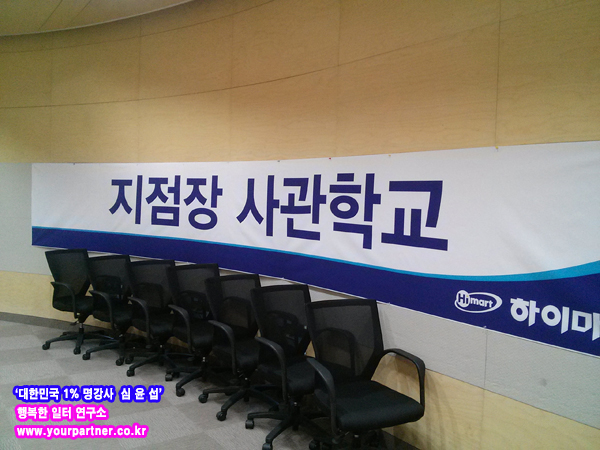 지점장 사관학교
Himart 하이마
'대한민국 1% 명강사 심 윤 섭'
행복한 일터 연구소
www.yourpartner.co.kr